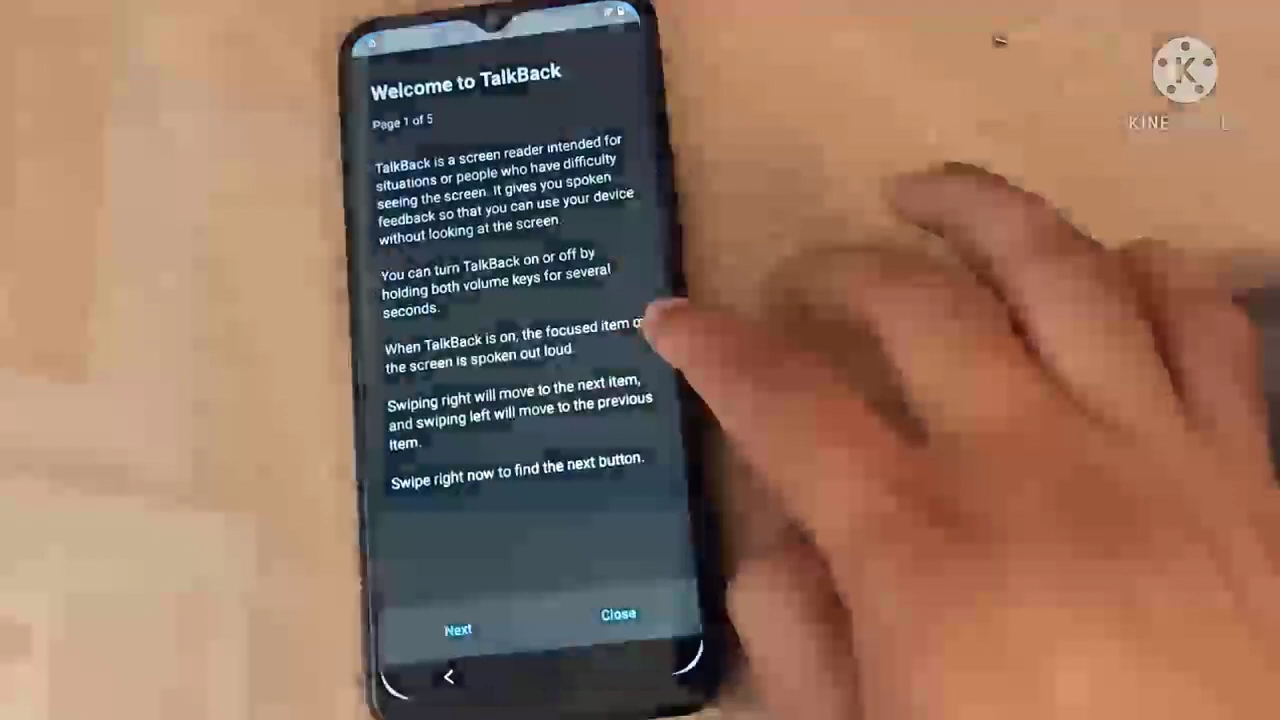 Welcome to TalkBack
Page 1 of 5
TalkBack is a screen reader intended for
situations or people who have difficulty
seeing the screen. It gives you spoken
feedback so that you can use your device
without looking at the screen.
You can turn TalkBack on or off by
holding both volume keys for several
seconds.
When TalkBack is on, the focused item
the screen is spoken out loud.
Swiping right will move to the next item,
and swiping left will move to the previous
item.
Swipe right now to find the next button.
Next
Close
K